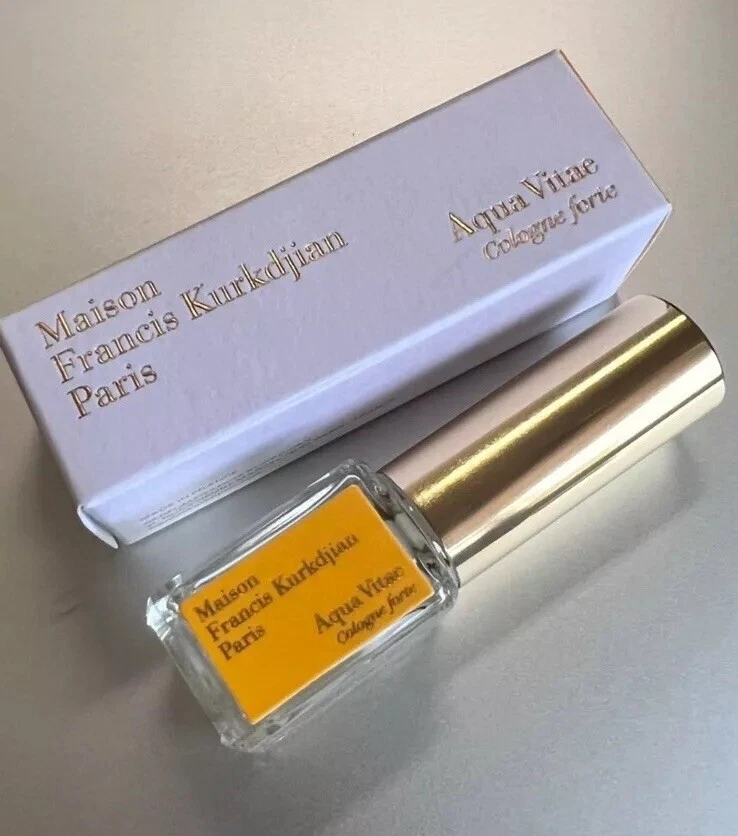 Maison
Francis Kurkdjian
Paris
Aqua Vitae
Cologne forte
Maison
Francis Kurkdjian
Paris
Aqua Vitae
Cologne forte